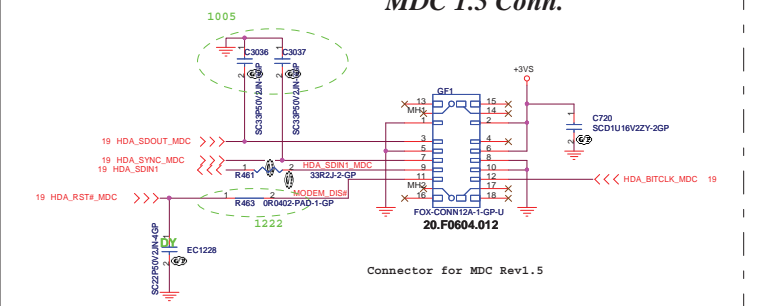 MDC 1.5 Conn.
1005
C3036
C3037
SC33P50V2JN-3GP
SC33P50V2JN-3GP
+3VS
GF1
13
15
MH1
14
1
2
3
4
5
6
7
8
9
10
11
12
MH2
17
16
18
FOX-CONN12A-1-GP-U
20.F0604.012
C720
SCD1U16V2ZY-2GP
19 HDA_SDOUT_MDC
19 HDA_SYNC_MDC
19 HDA_SDIN1
R461
1
2
33R2J-2-GP
HDA_SDIN1_MDC
19 HDA_RST#_MDC
R463
2
0R0402-PAD-1-GP
MODEM_DIS#
1222
HDA_BITCLK_MDC 19
DY
EC1228
SC22P50V2JN-4GP
Connector for MDC Rev1.5